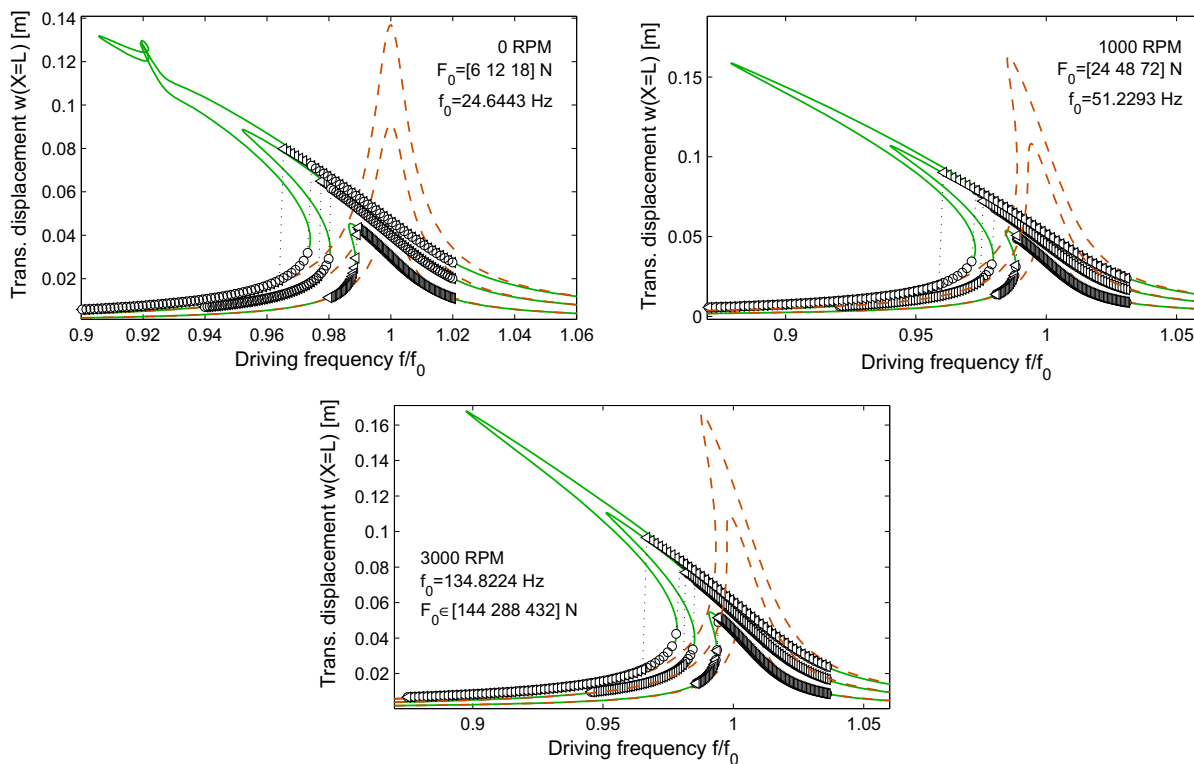 Trans. displacement w(X=L) [m]
0.14
0.12
0.1
0.08
0.06
0.04
0.02
0 RPM
F0=[6 12 18] N
f0=24.6443 Hz
0.9 0.92 0.94 0.96 0.98 1 1.02 1.04 1.06
Driving frequency f/f0
Trans. displacement w(X=L) [m]
0.15
0.1
0.05
0
1000 RPM
F0=[24 48 72] N
f0=51.2293 Hz
0.9 0.95 1 1.05
Driving frequency f/f0
Trans. displacement w(X=L) [m]
0.16
0.14
0.12
0.1
0.08
0.06
0.04
0.02
3000 RPM
f0=134.8224 Hz
F0∈[144 288 432] N
0.9 0.95 1 1.05
Driving frequency f/f0